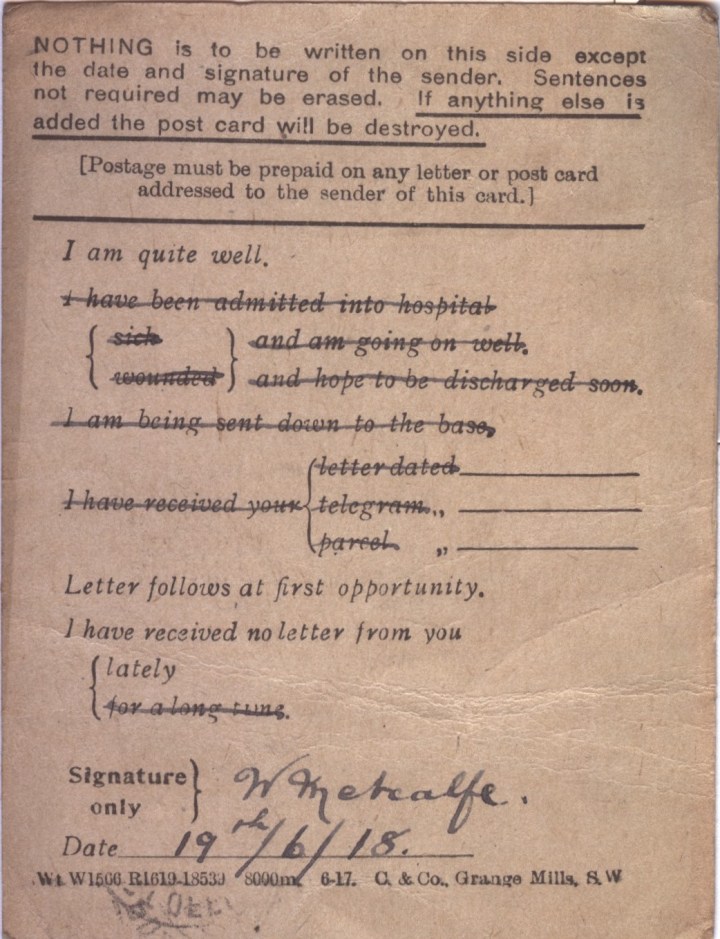 NOTHING is to be written on this side except
the date and signature of the sender. Sentences
not required may be erased. If anything else is
added the post card will be destroyed.
[Postage must be prepaid on any letter or post card
addressed to the sender of this card.]
I am quite well.
I have been admitted into hospital
sick and am going on well.
wounded and hope to be discharged soon.
I am being sent down to the base,
letter dated
I have received your telegram „
parcel „
Letter follows at first opportunity.
I have received no letter from you
lately
for a long time.
Signature only W Metcalfe.
Date 19th/6/18.
Wt. W1566 R1619-18539 8000m. 6-17. C. & Co., Grange Mills, S.W